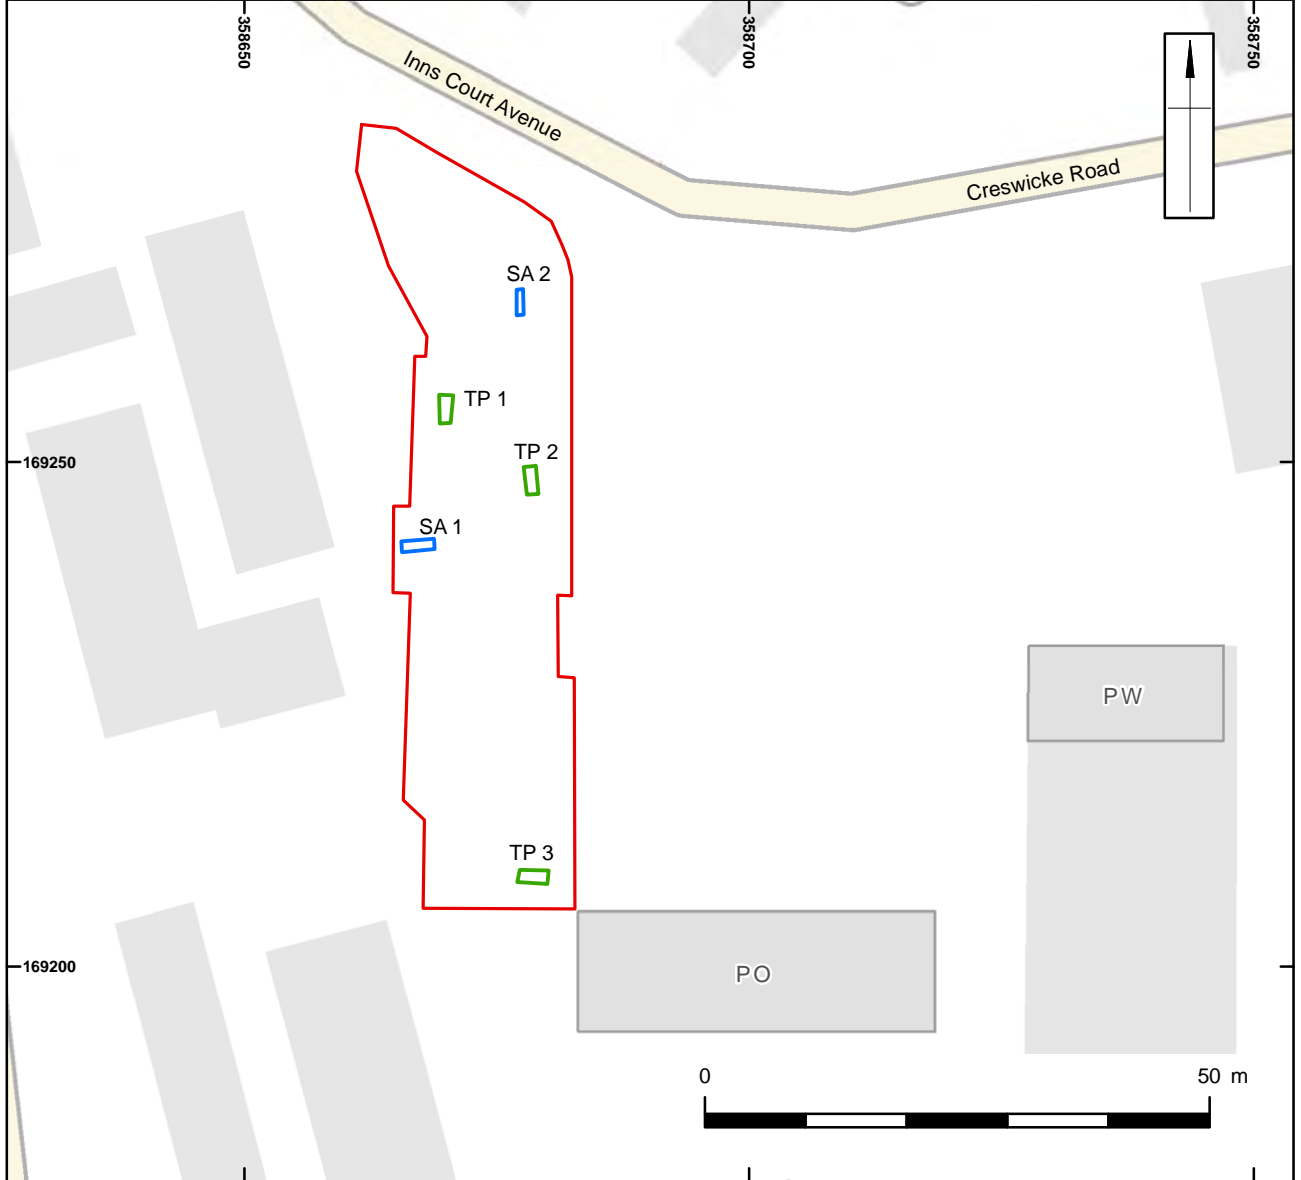 358650
358700
358750
Inns Court Avenue
Creswicke Road
SA 2
TP 1
TP 2
169250
SA 1
PW
TP 3
169200
PO
0
50 m